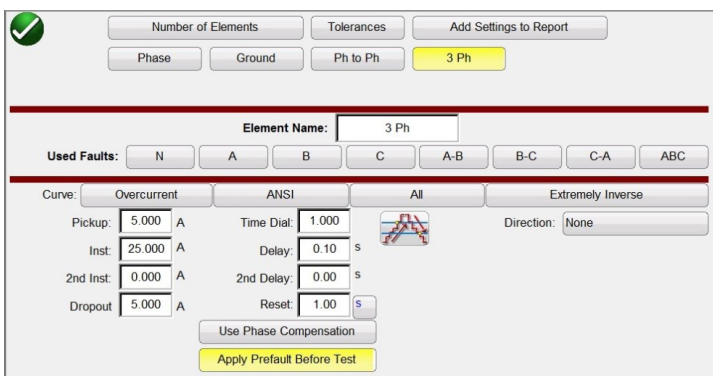 Number of Elements Tolerances Add Settings to Report
Phase Ground Ph to Ph 3 Ph
Element Name: 3 Ph
Used Faults: N A B C A-B B-C C-A ABC
Curve: Overcurrent ANSI All Extremely Inverse
Pickup: 5.000 A Time Dial: 1.000 Direction: None
Inst: 25.000 A Delay: 0.10 s
2nd Inst: 0.000 A 2nd Delay: 0.00 s
Dropout 5.000 A Reset: 1.00 s
Use Phase Compensation
Apply Prefault Before Test